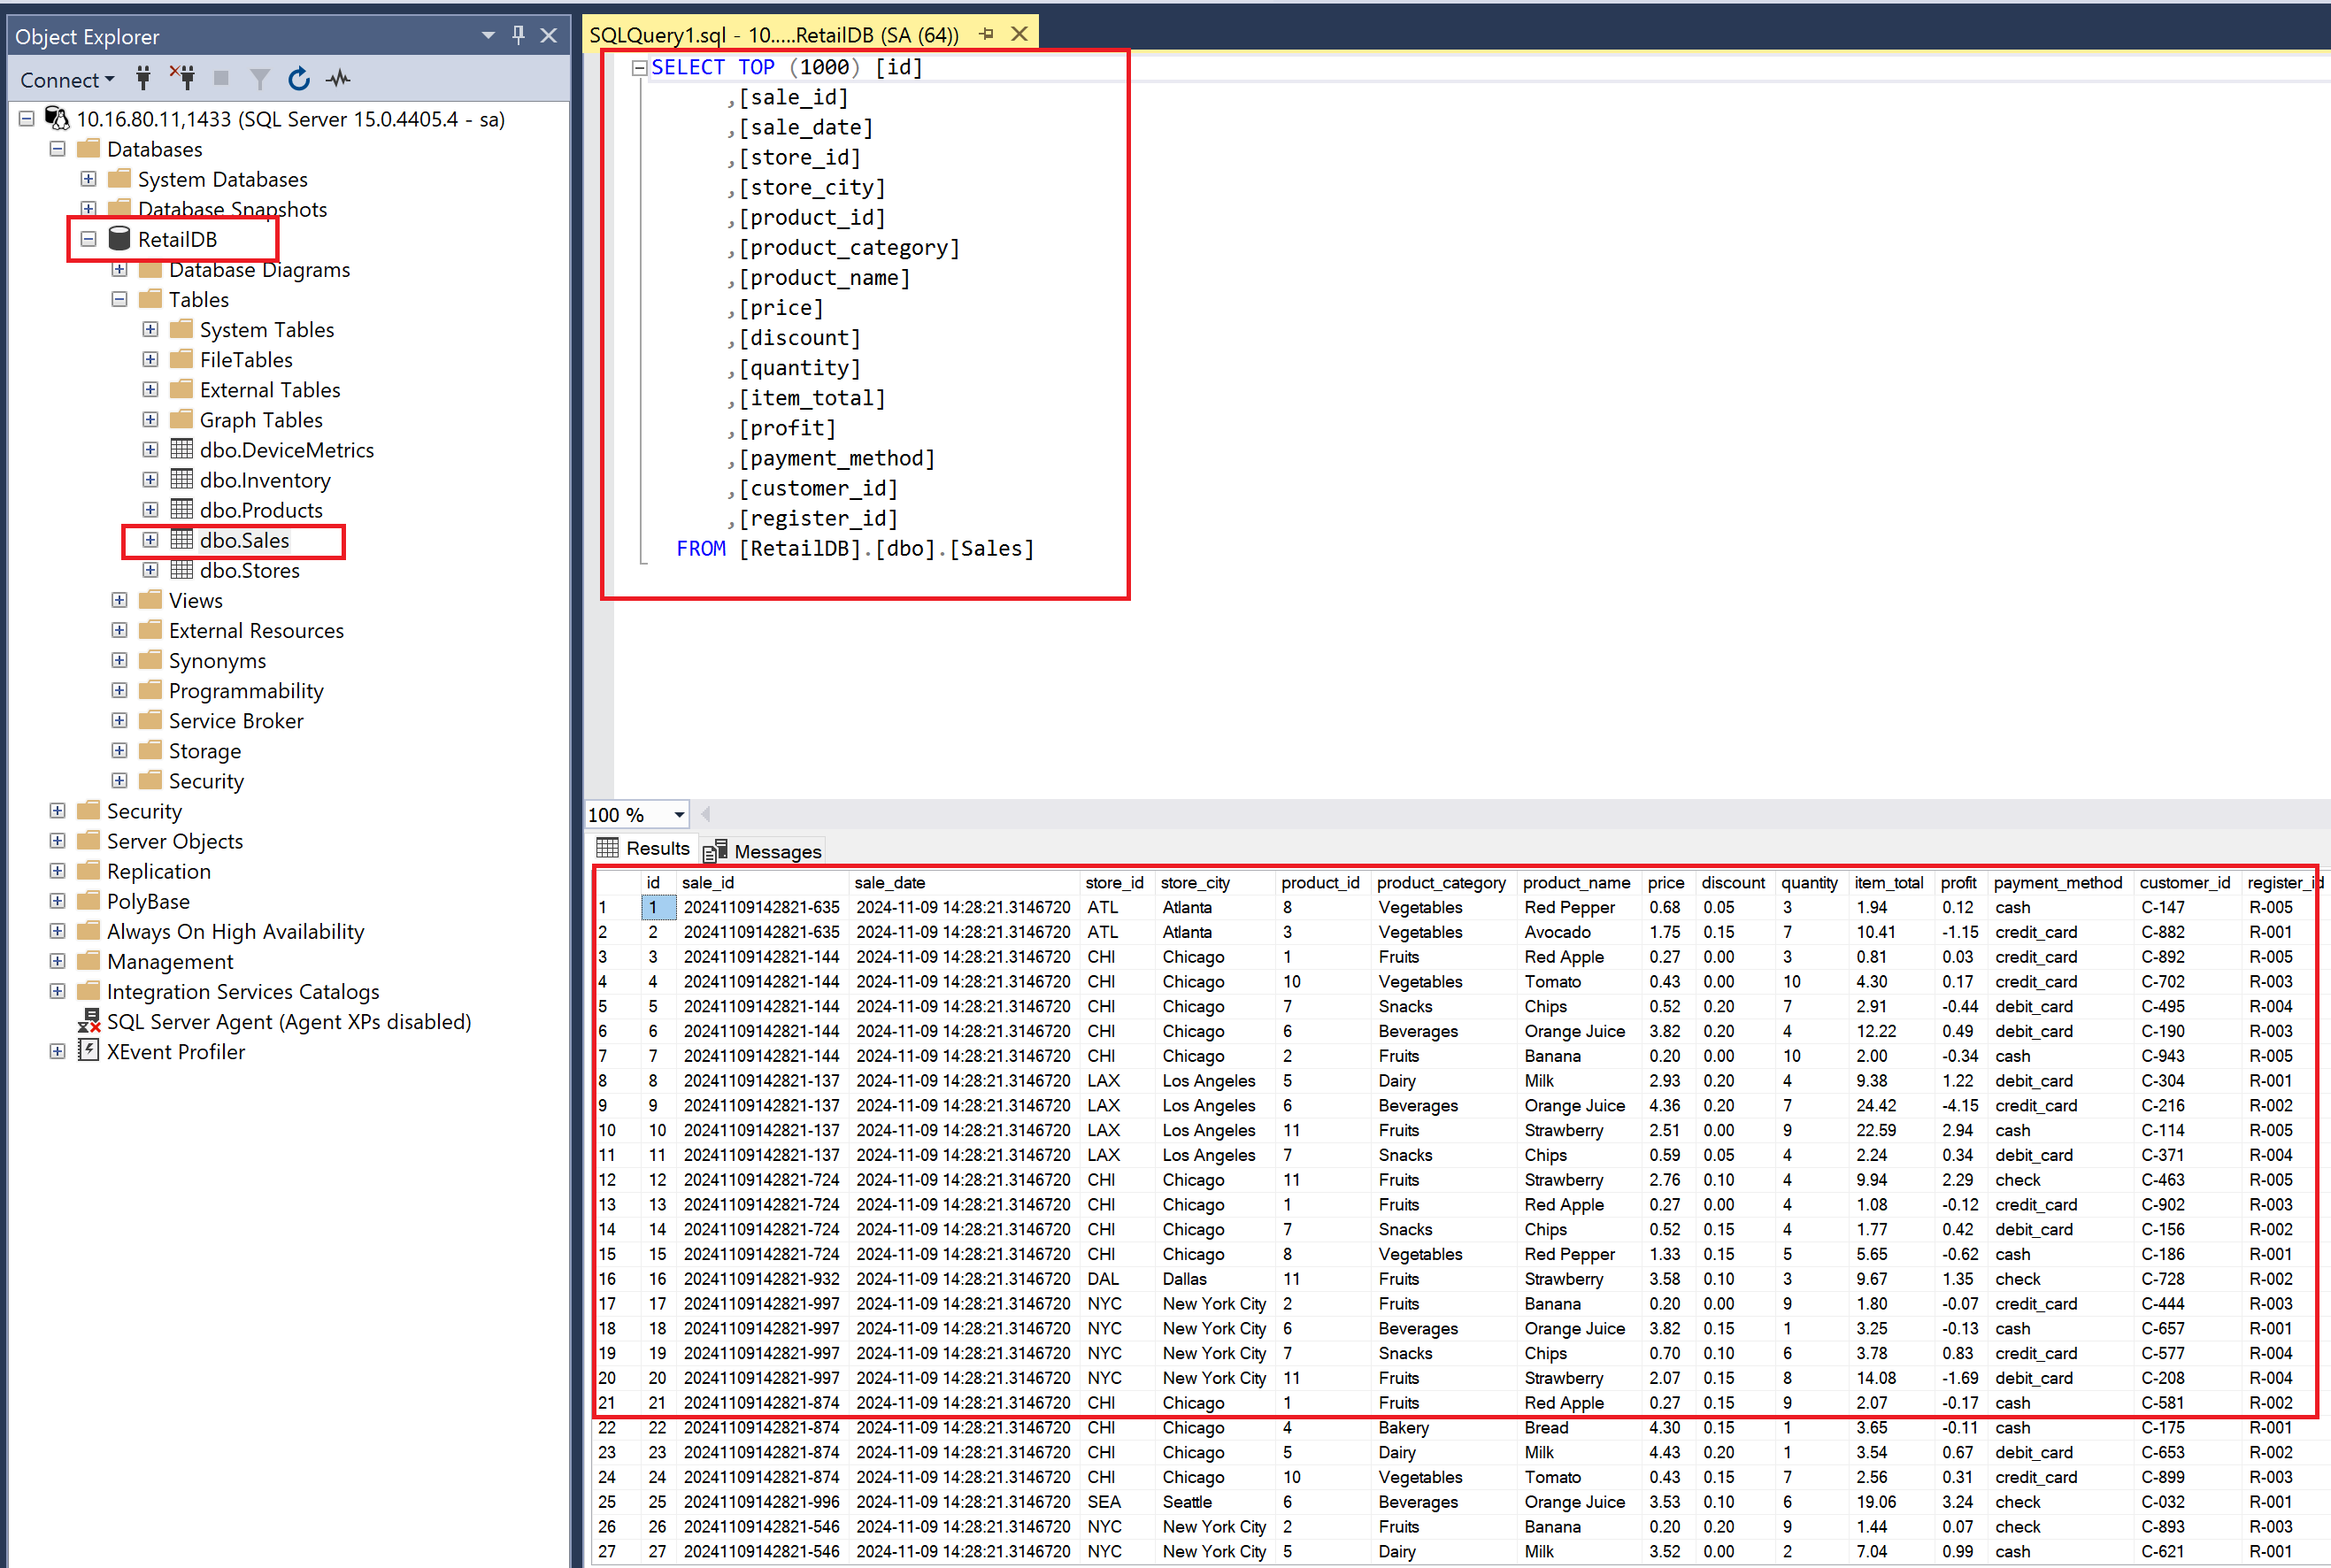 Object Explorer
Connect
10.16.80.11,1433 (SQL Server 15.0.4405.4 - sa)
Databases
System Databases
Database Snapshots
RetailDB
Database Diagrams
Tables
System Tables
FileTables
External Tables
Graph Tables
dbo.DeviceMetrics
dbo.Inventory
dbo.Products
dbo.Sales
dbo.Stores
Views
External Resources
Synonyms
Programmability
Service Broker
Storage
Security
Security
Server Objects
Replication
PolyBase
Always On High Availability
Management
Integration Services Catalogs
SQL Server Agent (Agent XPs disabled)
XEvent Profiler
SQLQuery1.sql - 10.....RetailDB (SA (64))
SELECT TOP (1000) [id]
,[sale_id]
,[sale_date]
,[store_id]
,[store_city]
,[product_id]
,[product_category]
,[product_name]
,[price]
,[discount]
,[quantity]
,[item_total]
,[profit]
,[payment_method]
,[customer_id]
,[register_id]
FROM [RetailDB].[dbo].[Sales]
100 %
Results Messages
id sale_id sale_date store_id store_city product_id product_category product_name price discount quantity item_total profit payment_method customer_id register_id
1 1 20241109142821-635 2024-11-09 14:28:21.3146720 ATL Atlanta 8 Vegetables Red Pepper 0.68 0.05 3 1.94 0.12 cash C-147 R-005
2 2 20241109142821-635 2024-11-09 14:28:21.3146720 ATL Atlanta 3 Vegetables Avocado 1.75 0.15 7 10.41 -1.15 credit_card C-882 R-001
3 3 20241109142821-144 2024-11-09 14:28:21.3146720 CHI Chicago 1 Fruits Red Apple 0.27 0.00 3 0.81 0.03 credit_card C-892 R-005
4 4 20241109142821-144 2024-11-09 14:28:21.3146720 CHI Chicago 10 Vegetables Tomato 0.43 0.00 10 4.30 0.17 credit_card C-702 R-003
5 5 20241109142821-144 2024-11-09 14:28:21.3146720 CHI Chicago 7 Snacks Chips 0.52 0.20 7 2.91 -0.44 debit_card C-495 R-004
6 6 20241109142821-144 2024-11-09 14:28:21.3146720 CHI Chicago 6 Beverages Orange Juice 3.82 0.20 4 12.22 0.49 debit_card C-190 R-003
7 7 20241109142821-144 2024-11-09 14:28:21.3146720 CHI Chicago 2 Fruits Banana 0.20 0.00 10 2.00 -0.34 cash C-943 R-005
8 8 20241109142821-137 2024-11-09 14:28:21.3146720 LAX Los Angeles 5 Dairy Milk 2.93 0.20 4 9.38 1.22 debit_card C-304 R-001
9 9 20241109142821-137 2024-11-09 14:28:21.3146720 LAX Los Angeles 6 Beverages Orange Juice 4.36 0.20 7 24.42 -4.15 credit_card C-216 R-002
10 10 20241109142821-137 2024-11-09 14:28:21.3146720 LAX Los Angeles 11 Fruits Strawberry 2.51 0.00 9 22.59 2.94 cash C-114 R-005
11 11 20241109142821-137 2024-11-09 14:28:21.3146720 LAX Los Angeles 7 Snacks Chips 0.59 0.05 4 2.24 0.34 debit_card C-371 R-004
12 12 20241109142821-724 2024-11-09 14:28:21.3146720 CHI Chicago 11 Fruits Strawberry 2.76 0.10 4 9.94 2.29 check C-463 R-005
13 13 20241109142821-724 2024-11-09 14:28:21.3146720 CHI Chicago 1 Fruits Red Apple 0.27 0.00 4 1.08 -0.12 credit_card C-902 R-003
14 14 20241109142821-724 2024-11-09 14:28:21.3146720 CHI Chicago 7 Snacks Chips 0.52 0.15 4 1.77 0.42 debit_card C-156 R-002
15 15 20241109142821-724 2024-11-09 14:28:21.3146720 CHI Chicago 8 Vegetables Red Pepper 1.33 0.15 5 5.65 -0.62 cash C-186 R-001
16 16 20241109142821-932 2024-11-09 14:28:21.3146720 DAL Dallas 11 Fruits Strawberry 3.58 0.10 3 9.67 1.35 check C-728 R-002
17 17 20241109142821-997 2024-11-09 14:28:21.3146720 NYC New York City 2 Fruits Banana 0.20 0.00 9 1.80 -0.07 credit_card C-444 R-003
18 18 20241109142821-997 2024-11-09 14:28:21.3146720 NYC New York City 6 Beverages Orange Juice 3.82 0.15 1 3.25 -0.13 cash C-657 R-001
19 19 20241109142821-997 2024-11-09 14:28:21.3146720 NYC New York City 7 Snacks Chips 0.70 0.10 6 3.78 0.83 credit_card C-577 R-004
20 20 20241109142821-997 2024-11-09 14:28:21.3146720 NYC New York City 11 Fruits Strawberry 2.07 0.15 8 14.08 -1.69 debit_card C-208 R-004
21 21 20241109142821-874 2024-11-09 14:28:21.3146720 CHI Chicago 1 Fruits Red Apple 0.27 0.15 9 2.07 -0.17 cash C-581 R-002
22 22 20241109142821-874 2024-11-09 14:28:21.3146720 CHI Chicago 4 Bakery Bread 4.30 0.15 1 3.65 -0.11 cash C-175 R-001
23 23 20241109142821-874 2024-11-09 14:28:21.3146720 CHI Chicago 5 Dairy Milk 4.43 0.20 1 3.54 0.67 debit_card C-653 R-002
24 24 20241109142821-874 2024-11-09 14:28:21.3146720 CHI Chicago 10 Vegetables Tomato 0.43 0.15 7 2.56 0.31 credit_card C-899 R-003
25 25 20241109142821-996 2024-11-09 14:28:21.3146720 SEA Seattle 6 Beverages Orange Juice 3.53 0.10 6 19.06 3.24 check C-032 R-001
26 26 20241109142821-546 2024-11-09 14:28:21.3146720 NYC New York City 2 Fruits Banana 0.20 0.20 9 1.44 0.07 check C-893 R-003
27 27 20241109142821-546 2024-11-09 14:28:21.3146720 NYC New York City 5 Dairy Milk 3.52 0.00 2 7.04 0.99 cash C-621 R-001